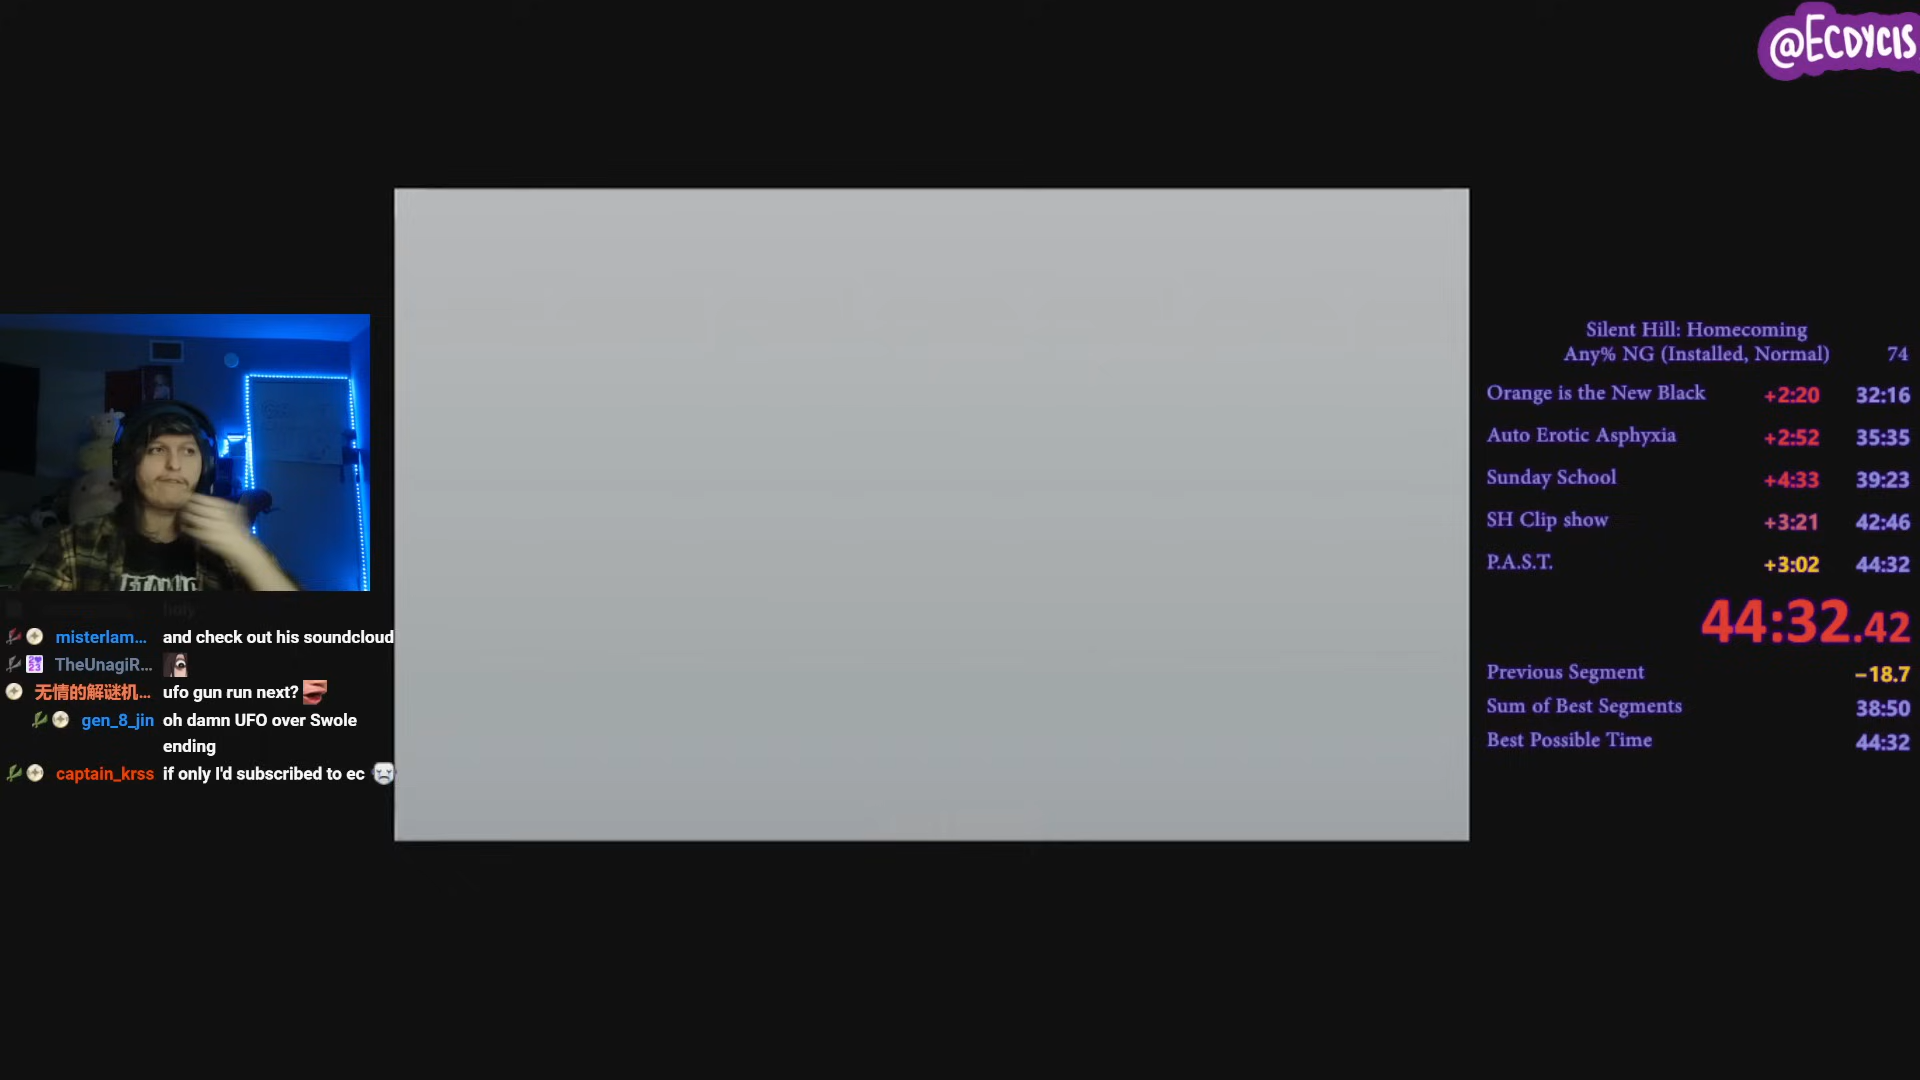 @ECDYCIS
Silent Hill: Homecoming
Any% NG (Installed, Normal) 74
Orange is the New Black +2:20 32:16
Auto Erotic Asphyxia +2:52 35:35
Sunday School +4:33 39:23
SH Clip show +3:21 42:46
P.A.S.T. +3:02 44:32
44:32.42
Previous Segment −18.7
Sum of Best Segments 38:50
Best Possible Time 44:32
holy
misterlam... and check out his soundcloud
TheUnagiR...
无情的解谜机... ufo gun run next?
gen_8_jin oh damn UFO over Swole
ending
captain_krss if only I'd subscribed to ec